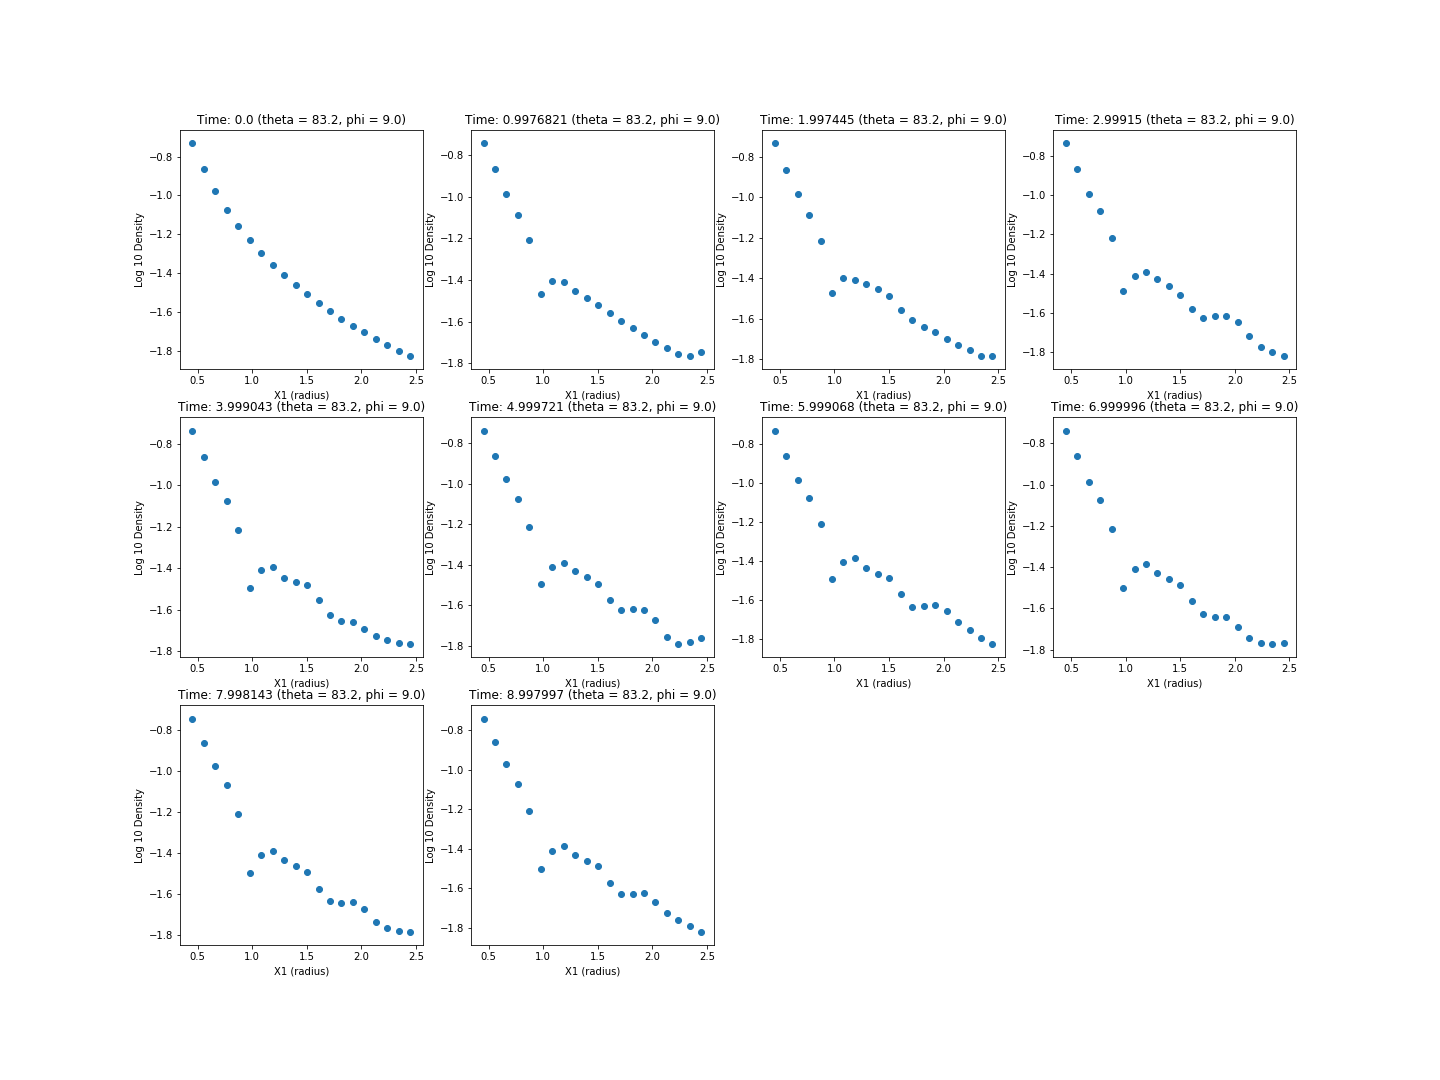 Time: 0.0 (theta = 83.2, phi = 9.0)
Time: 0.9976821 (theta = 83.2, phi = 9.0)
Time: 1.997445 (theta = 83.2, phi = 9.0)
Time: 2.99915 (theta = 83.2, phi = 9.0)
Log 10 Density
−0.8
−1.0
−1.2
−1.4
−1.6
−1.8
0.5 1.0 1.5 2.0 2.5
X1 (radius)
Log 10 Density
−0.8
−1.0
−1.2
−1.4
−1.6
−1.8
0.5 1.0 1.5 2.0 2.5
X1 (radius)
Log 10 Density
−0.8
−1.0
−1.2
−1.4
−1.6
−1.8
0.5 1.0 1.5 2.0 2.5
X1 (radius)
Log 10 Density
−0.8
−1.0
−1.2
−1.4
−1.6
−1.8
0.5 1.0 1.5 2.0 2.5
X1 (radius)
Time: 3.999043 (theta = 83.2, phi = 9.0)
Time: 4.999721 (theta = 83.2, phi = 9.0)
Time: 5.999068 (theta = 83.2, phi = 9.0)
Time: 6.999996 (theta = 83.2, phi = 9.0)
Log 10 Density
−0.8
−1.0
−1.2
−1.4
−1.6
−1.8
0.5 1.0 1.5 2.0 2.5
X1 (radius)
Log 10 Density
−0.8
−1.0
−1.2
−1.4
−1.6
−1.8
0.5 1.0 1.5 2.0 2.5
X1 (radius)
Log 10 Density
−0.8
−1.0
−1.2
−1.4
−1.6
−1.8
0.5 1.0 1.5 2.0 2.5
X1 (radius)
Log 10 Density
−0.8
−1.0
−1.2
−1.4
−1.6
−1.8
0.5 1.0 1.5 2.0 2.5
X1 (radius)
Time: 7.998143 (theta = 83.2, phi = 9.0)
Time: 8.997997 (theta = 83.2, phi = 9.0)
Log 10 Density
−0.8
−1.0
−1.2
−1.4
−1.6
−1.8
0.5 1.0 1.5 2.0 2.5
X1 (radius)
Log 10 Density
−0.8
−1.0
−1.2
−1.4
−1.6
−1.8
0.5 1.0 1.5 2.0 2.5
X1 (radius)